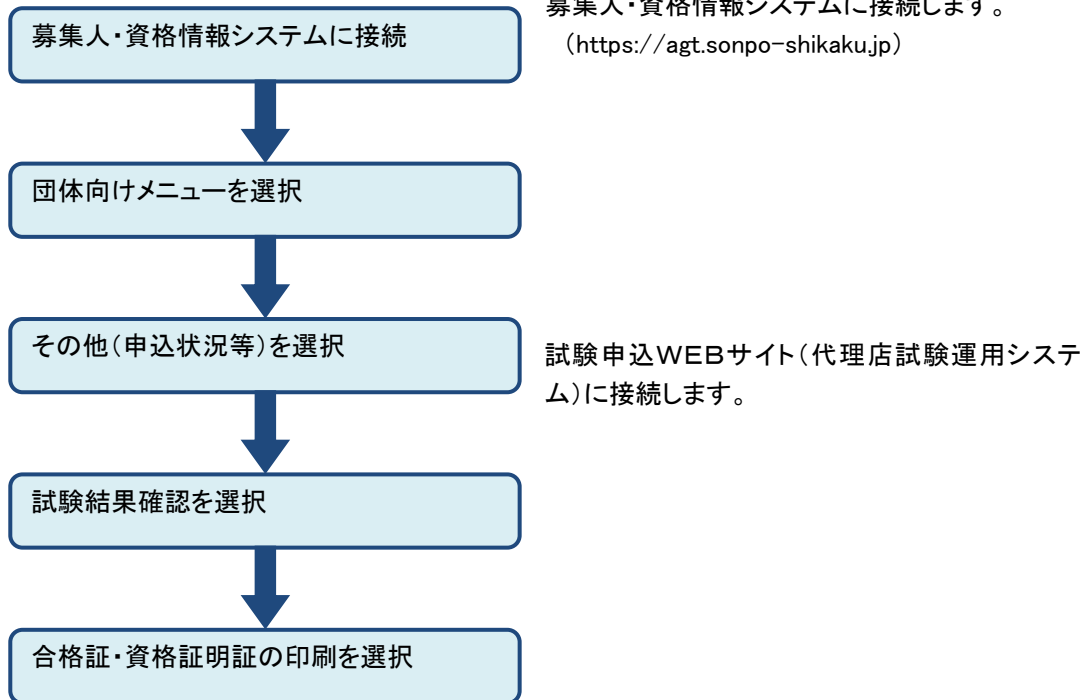 募集人・資格情報システムに接続
募集人・資格情報システムに接続します。
（https://agt.sonpo-shikaku.jp）
団体向けメニューを選択
その他（申込状況等）を選択
試験申込ＷＥＢサイト（代理店試験運用システ
ム）に接続します。
試験結果確認を選択
合格証・資格証明証の印刷を選択